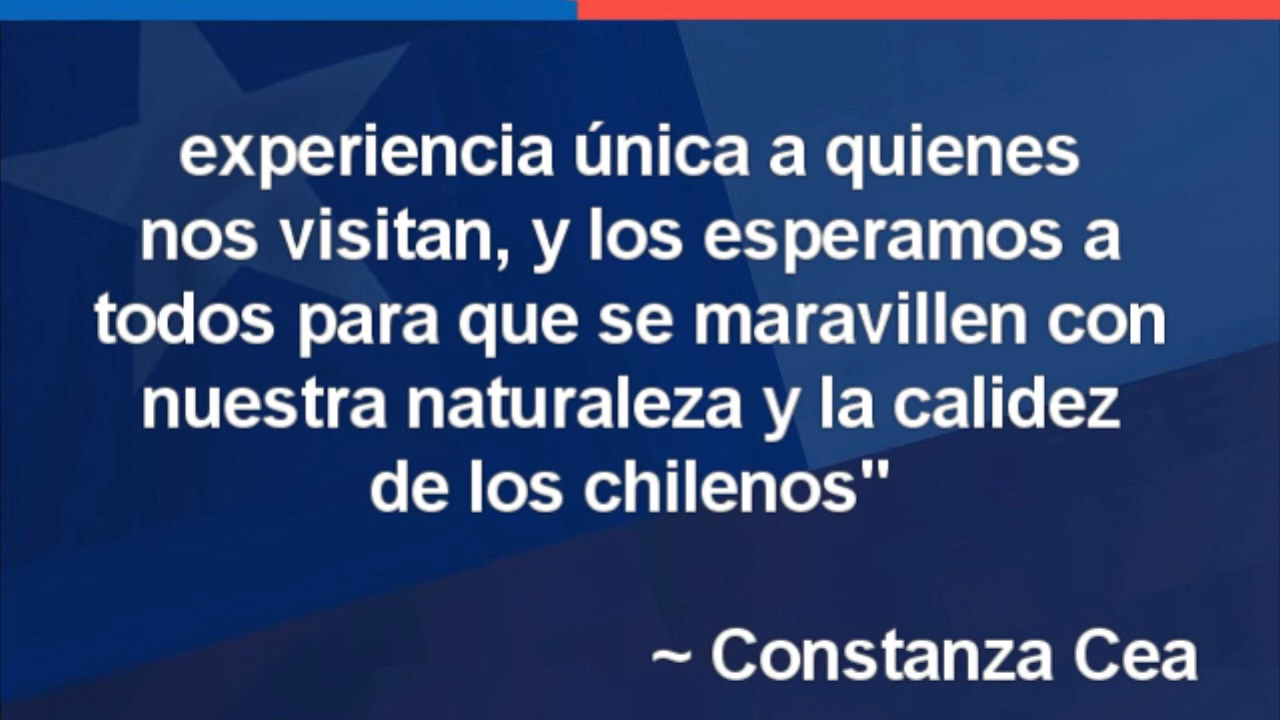 experiencia única a quienes
nos visitan, y los esperamos a
todos para que se maravillen con
nuestra naturaleza y la calidez
de los chilenos"
~ Constanza Cea